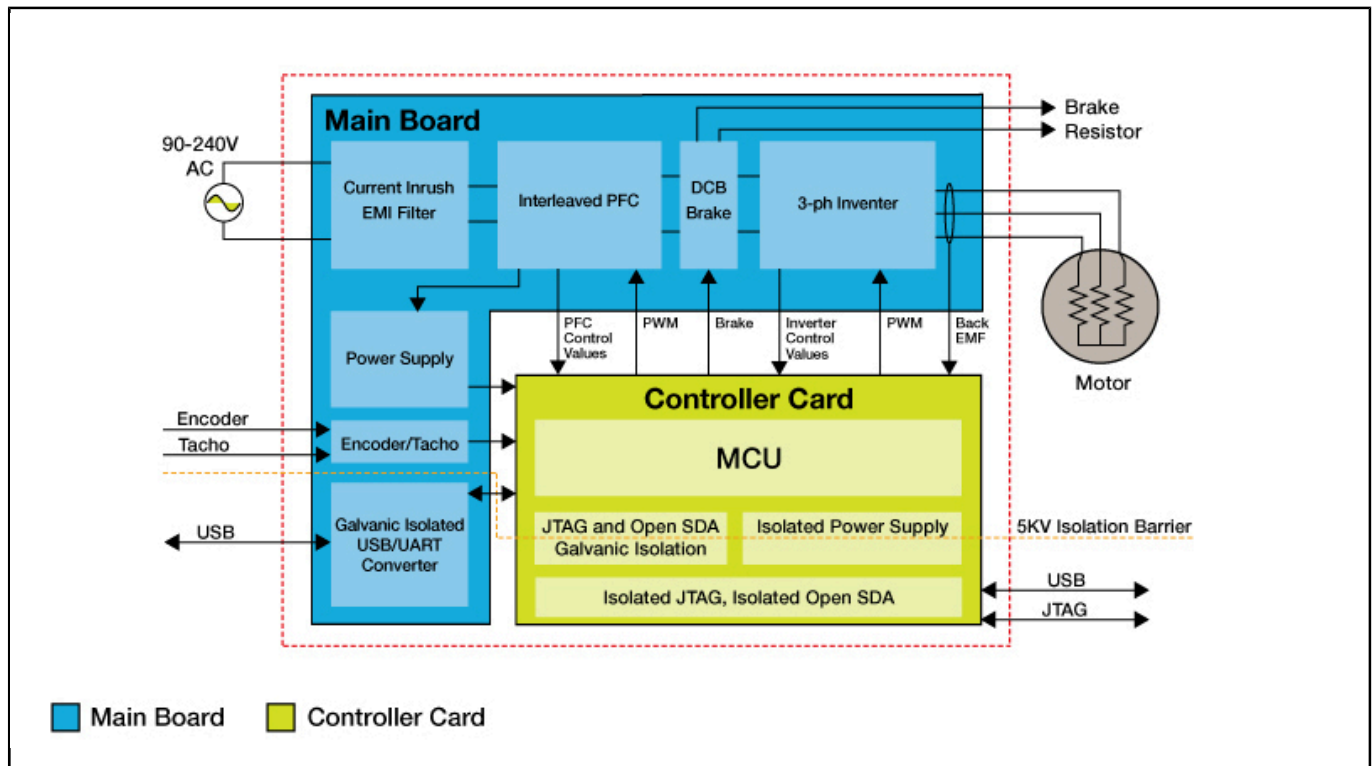 Main Board
90-240V
AC
Current Inrush
EMI Filter
Interleaved PFC
DCB
Brake
3-ph Inventer
Brake
Resistor
Power Supply
PFC
Control
Values
PWM
Brake
Inverter
Control
Values
PWM
Back
EMF
Motor
Encoder
Tacho
Encoder/Tacho
Controller Card
MCU
USB
Galvanic Isolated
USB/UART
Converter
JTAG and Open SDA
Galvanic Isolation
Isolated Power Supply
5KV Isolation Barrier
Isolated JTAG, Isolated Open SDA
USB
JTAG
Main Board
Controller Card